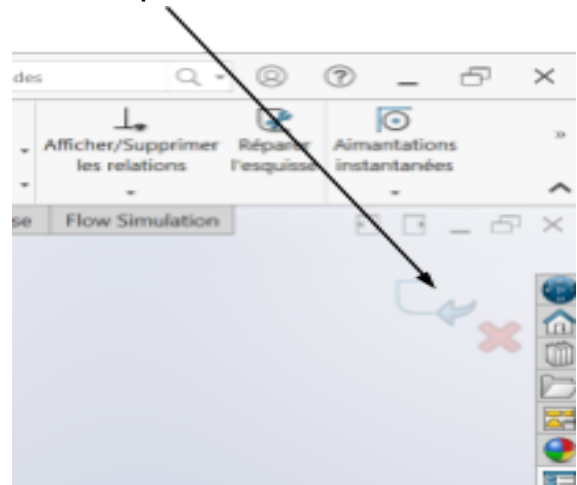 des
Afficher/Supprimer
les relations
Réparer
l'esquisse
Aimantations
instantanées
se
Flow Simulation